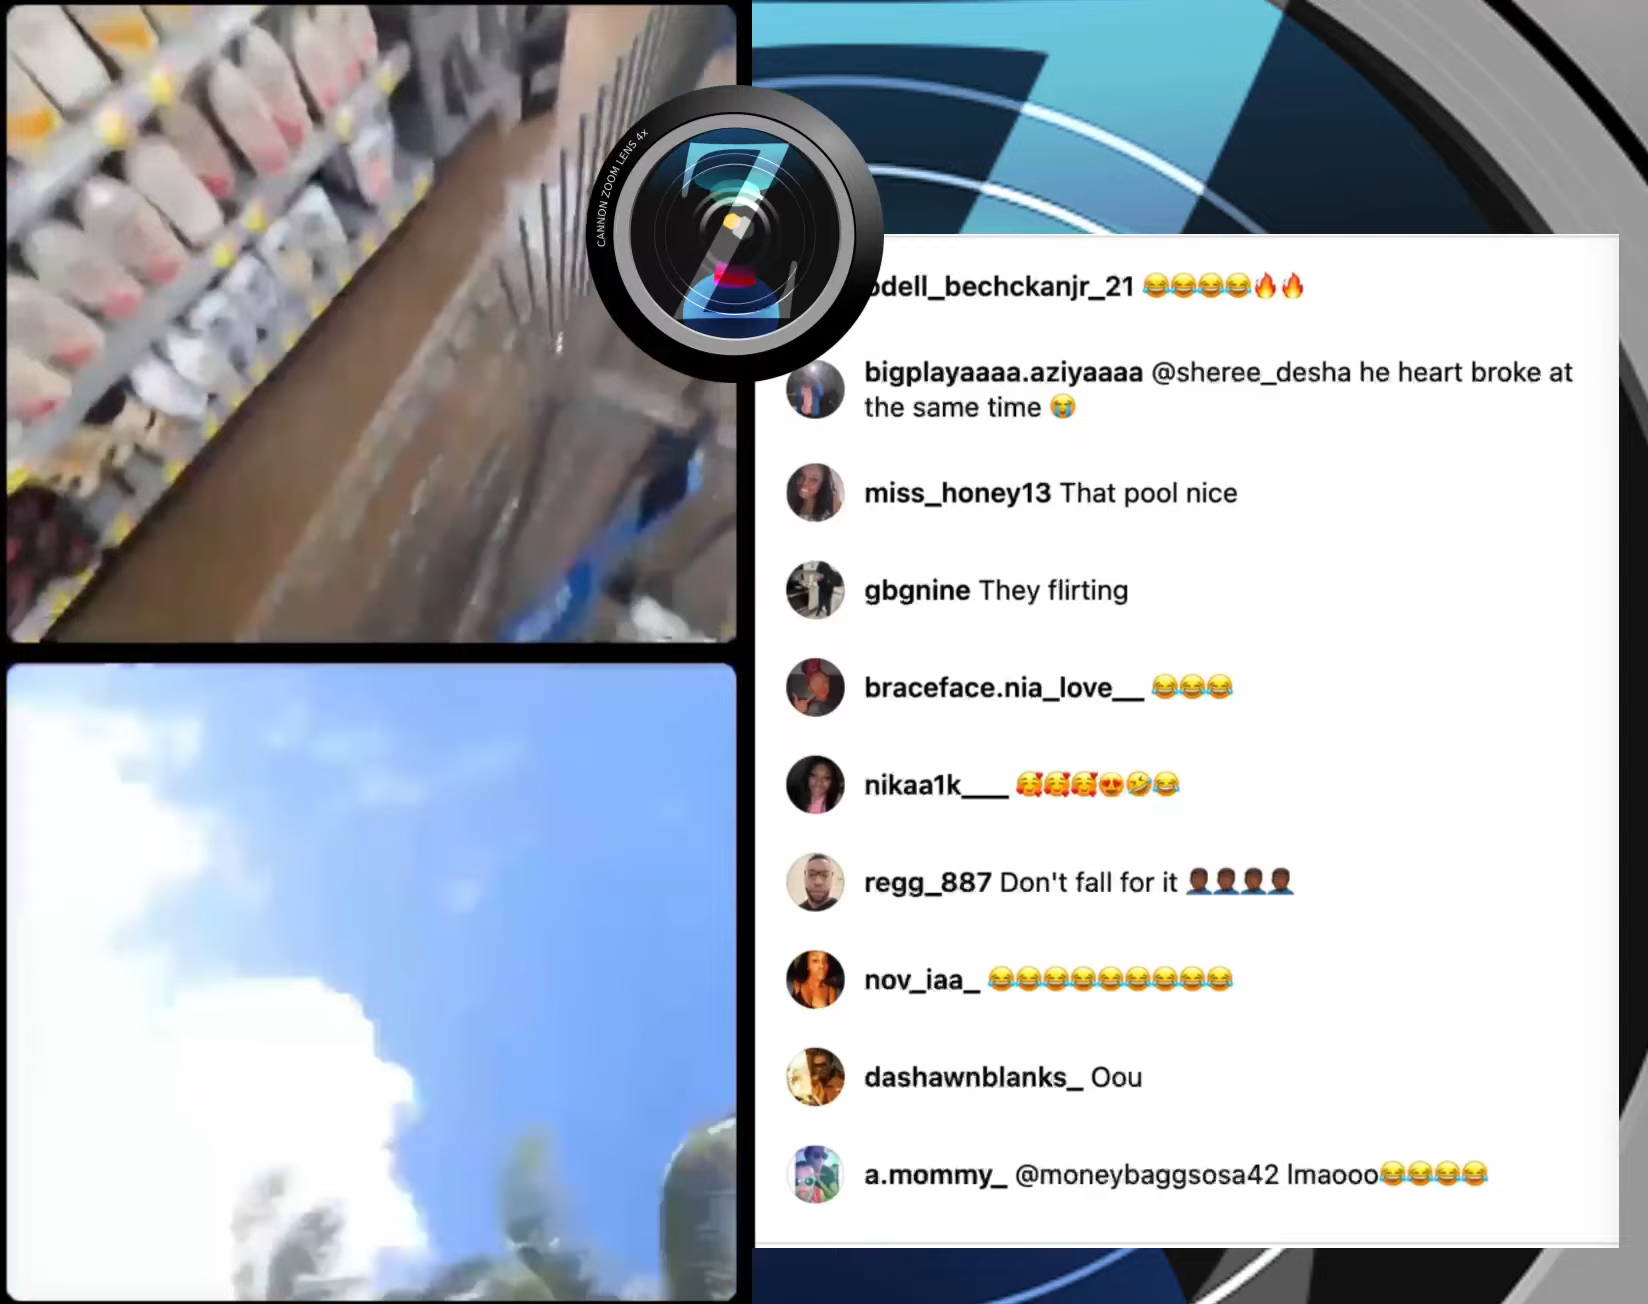 CANNON ZOOM LENS 4x
odell_bechckanjr_21 😂😂😂😂🔥🔥
bigplayaaaa.aziyaaaa @sheree_desha he heart broke at
the same time 😭
miss_honey13 That pool nice
gbgnine They flirting
braceface.nia_love__ 😂😂😂
nikaa1k___ 🥰🥰🥰😍🤣😂
regg_887 Don't fall for it 🤦🏾‍♂️🤦🏾‍♂️🤦🏾‍♂️🤦🏾‍♂️
nov_iaa_ 😂😂😂😂😂😂😂😂😂
dashawnblanks_ Oou
a.mommy_ @moneybaggsosa42 lmaooo😂😂😂😂